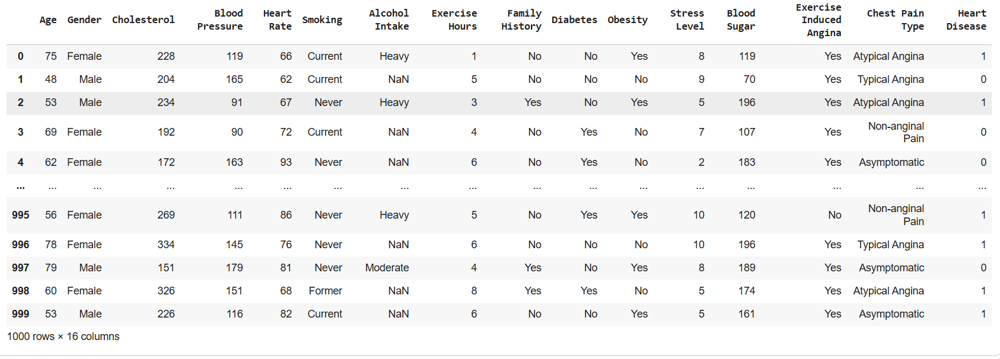 Age Gender Cholesterol Blood Pressure Heart Rate Smoking Alcohol Intake Exercise Hours Family History Diabetes Obesity Stress Level Blood Sugar Exercise Induced Angina Chest Pain Type Heart Disease
0 75 Female 228 119 66 Current Heavy 1 No No Yes 8 119 Yes Atypical Angina 1
1 48 Male 204 165 62 Current NaN 5 No No No 9 70 Yes Typical Angina 0
2 53 Male 234 91 67 Never Heavy 3 Yes No Yes 5 196 Yes Atypical Angina 1
3 69 Female 192 90 72 Current NaN 4 No Yes No 7 107 Yes Non-anginal Pain 0
4 62 Female 172 163 93 Never NaN 6 No Yes No 2 183 Yes Asymptomatic 0
... ... ... ... ... ... ... ... ... ... ... ... ... ... ... ... ...
995 56 Female 269 111 86 Never Heavy 5 No Yes Yes 10 120 No Non-anginal Pain 1
996 78 Female 334 145 76 Never NaN 6 No No No 10 196 Yes Typical Angina 1
997 79 Male 151 179 81 Never Moderate 4 Yes No Yes 8 189 Yes Asymptomatic 0
998 60 Female 326 151 68 Former NaN 8 Yes Yes No 5 174 Yes Atypical Angina 1
999 53 Male 226 116 82 Current NaN 6 No No Yes 5 161 Yes Asymptomatic 1
1000 rows × 16 columns